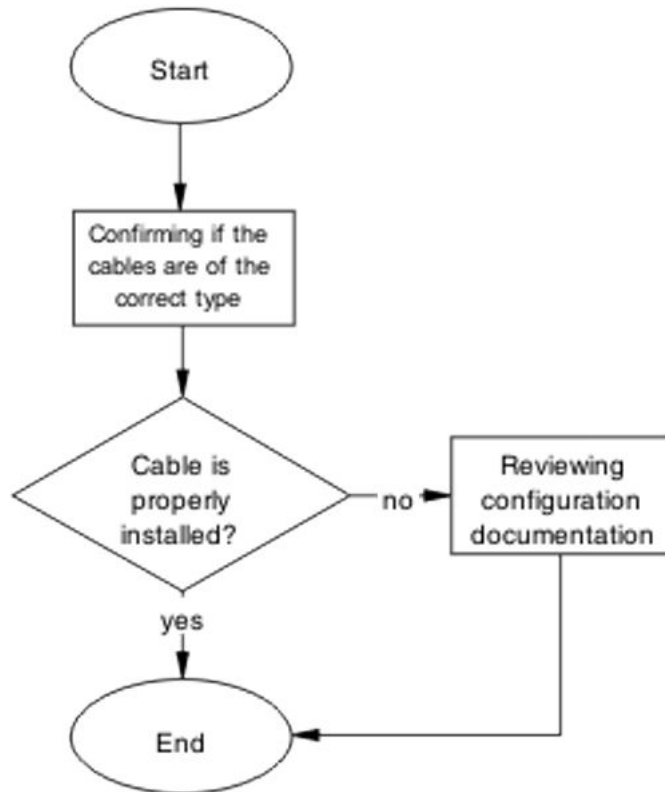 Start
Confirming if the
cables are of the
correct type
Cable is
properly
installed?
no
Reviewing
configuration
documentation
yes
End